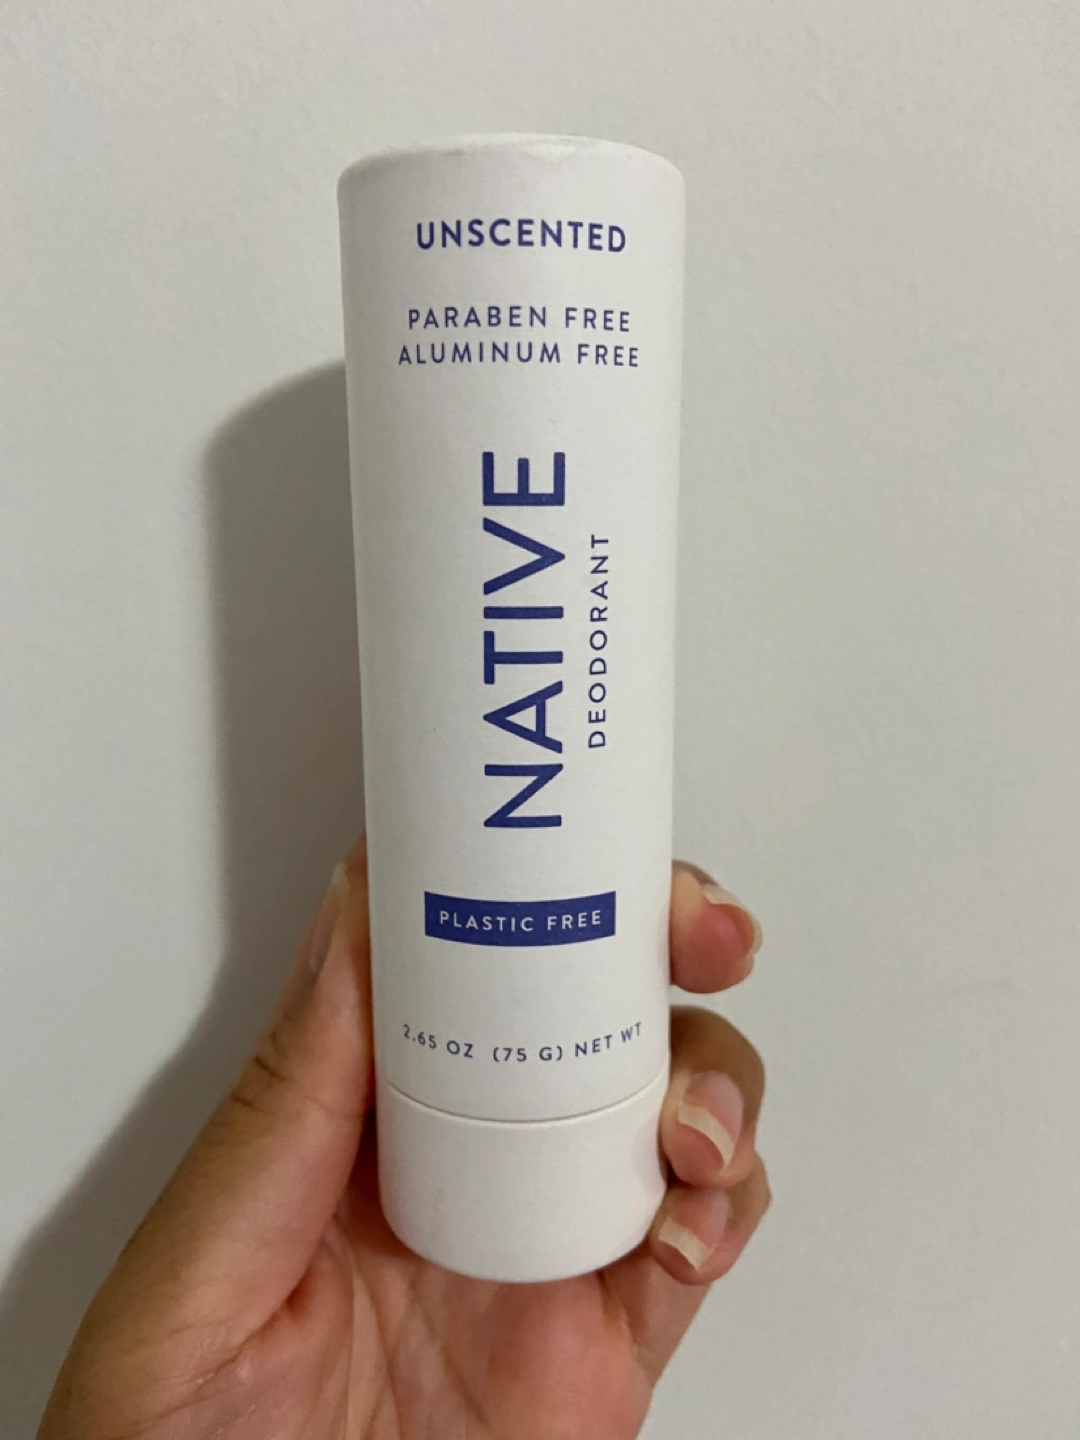 UNSCENTED
PARABEN FREE
ALUMINUM FREE
NATIVE
DEODORANT
PLASTIC FREE
2.65 OZ (75 G) NET WT